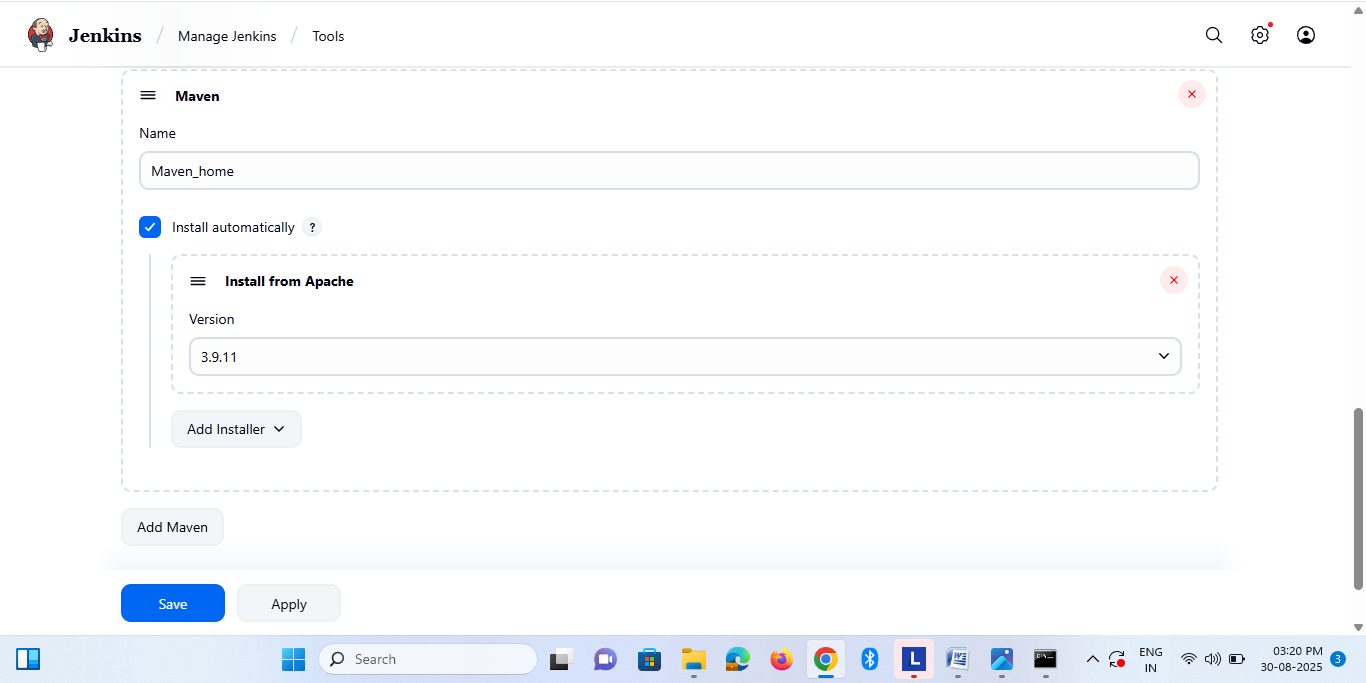 Jenkins / Manage Jenkins / Tools
Maven
Name
Maven_home
Install automatically ?
Install from Apache
Version
3.9.11
Add Installer
Add Maven
Save Apply
Search
L
W
ENG
IN
03:20 PM
30-08-2025
3